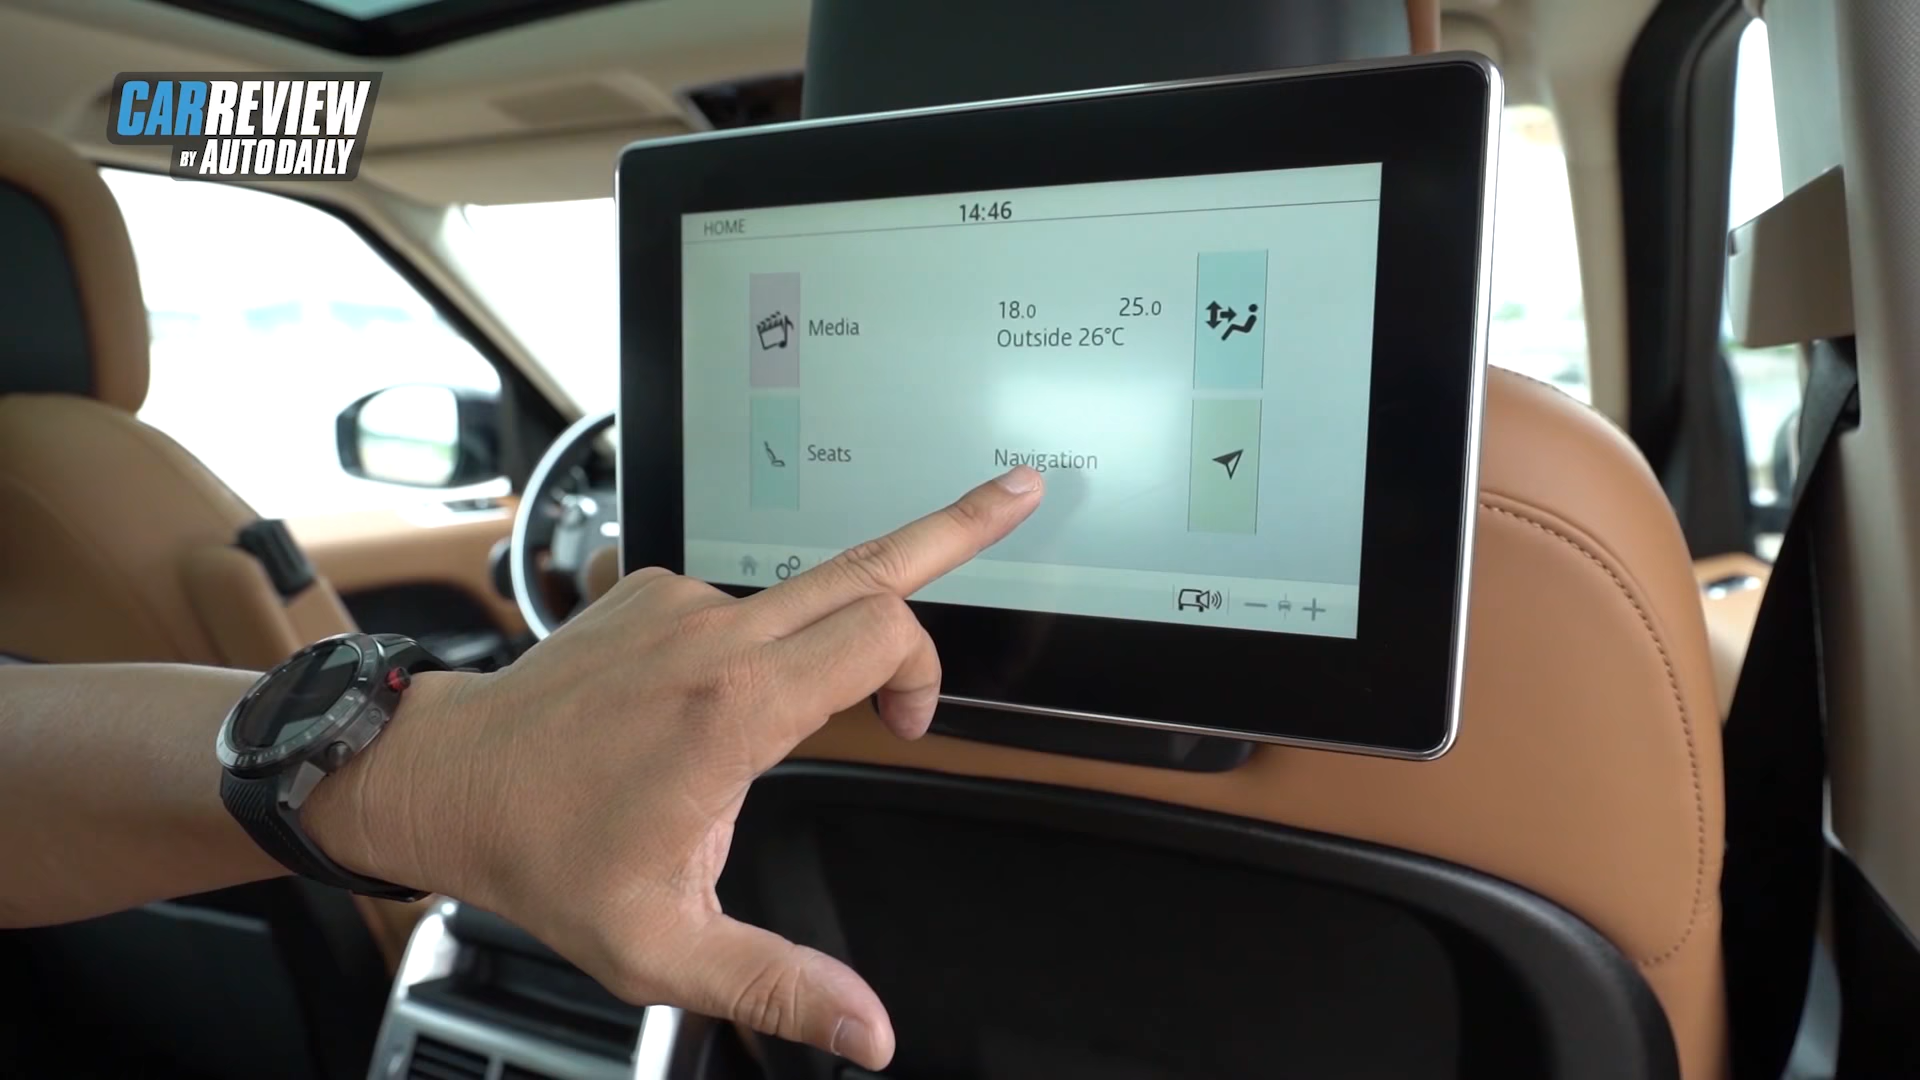 CARREVIEW
BY AUTODAILY
HOME
14:46
Media
18.0
25.0
Outside 26°C
Seats
Navigation